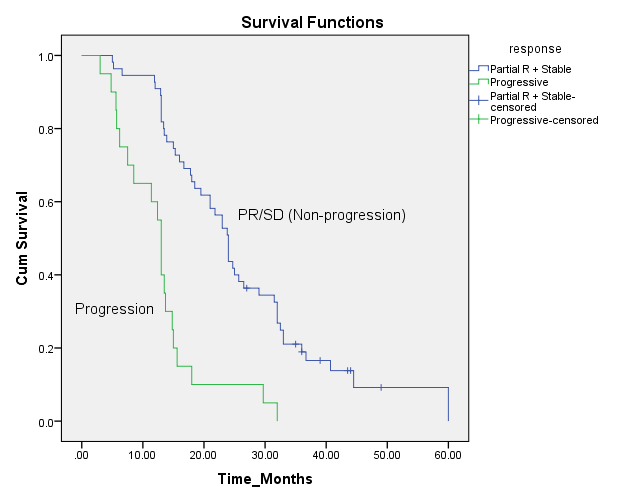 Survival Functions
response
Partial R + Stable
Progressive
Partial R + Stable-
censored
Progressive-censored
1.0
0.8
0.6
0.4
0.2
0.0
Cum Survival
PR/SD (Non-progression)
Progression
.00 10.00 20.00 30.00 40.00 50.00 60.00
Time_Months